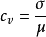 c_v = σ/μ